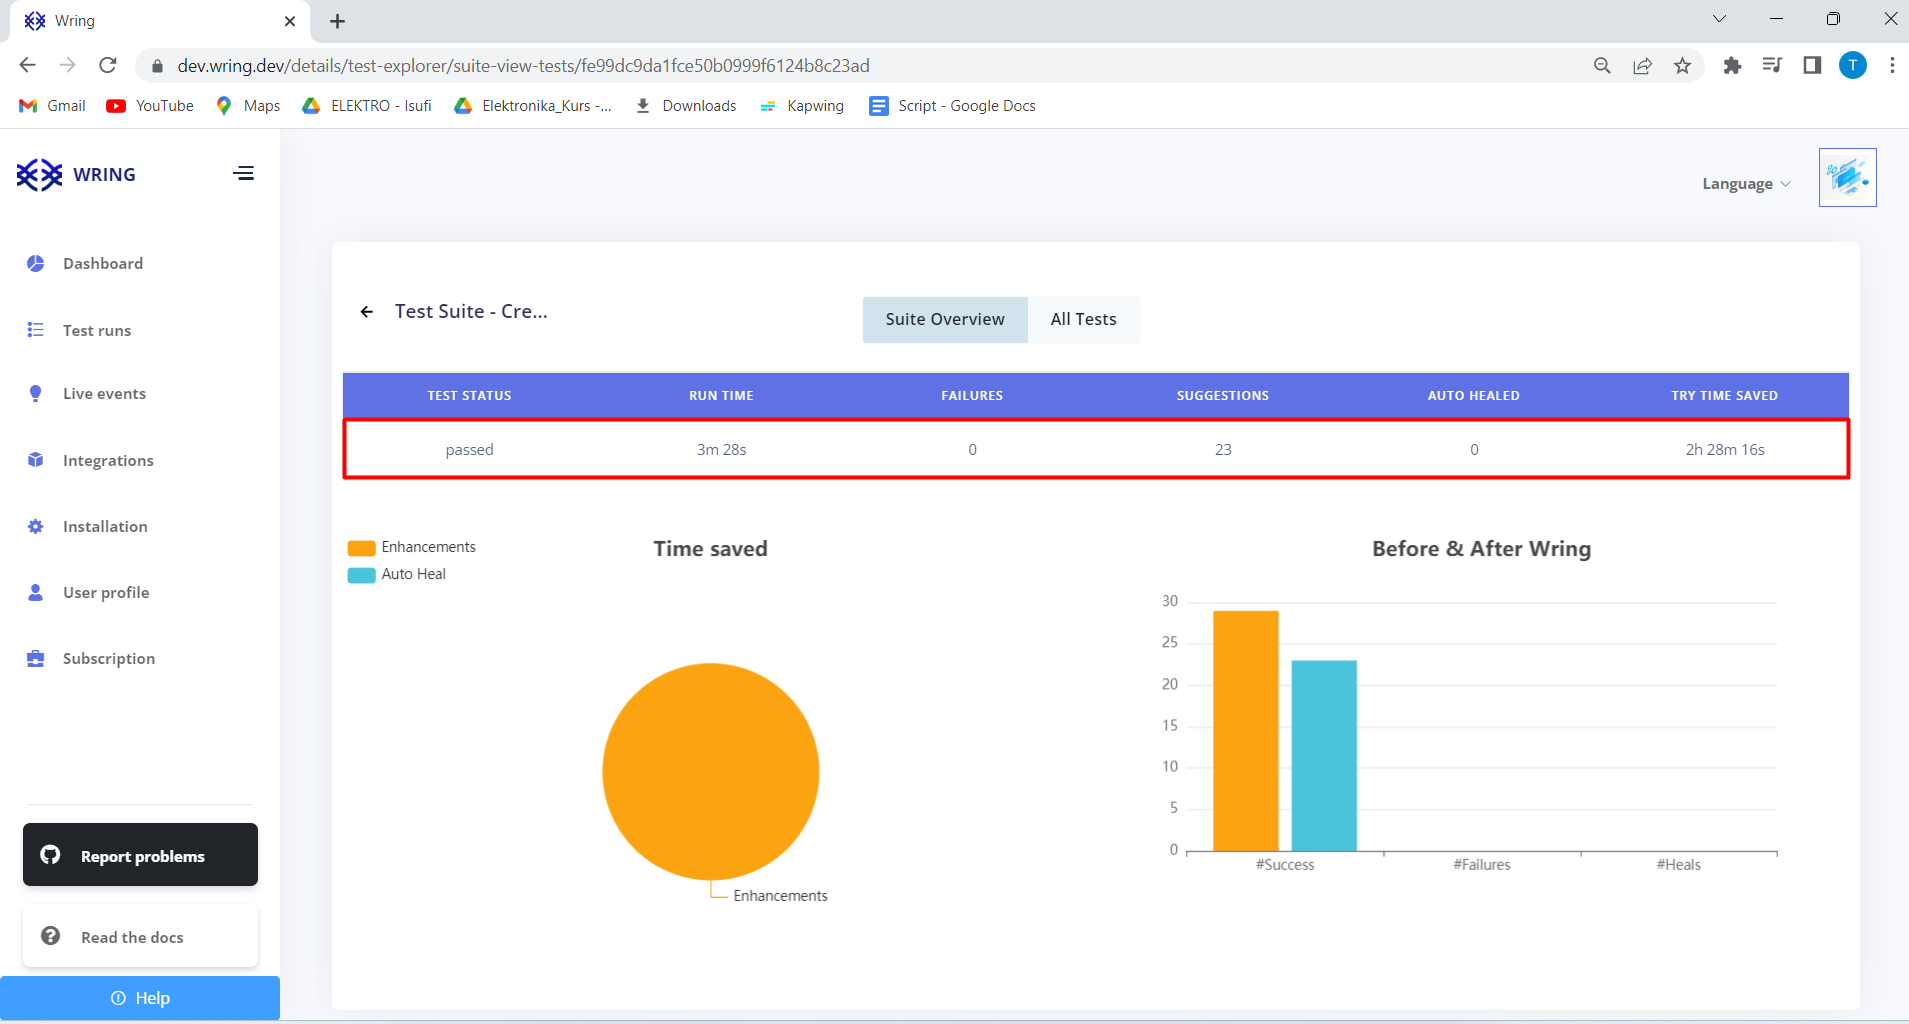 Wring
dev.wring.dev/details/test-explorer/suite-view-tests/fe99dc9da1fce50b0999f6124b8c23ad
T
Gmail YouTube Maps ELEKTRO - Isufi Elektronika_Kurs -... Downloads Kapwing Script - Google Docs
WRING
Language
Dashboard
Test runs
Live events
Integrations
Installation
User profile
Subscription
Report problems
Read the docs
Help
Test Suite - Cre...
Suite Overview All Tests
TEST STATUS RUN TIME FAILURES SUGGESTIONS AUTO HEALED TRY TIME SAVED
passed 3m 28s 0 23 0 2h 28m 16s
Enhancements
Auto Heal
Time saved
Enhancements
Before & After Wring
30
25
20
15
10
5
0
#Success #Failures #Heals